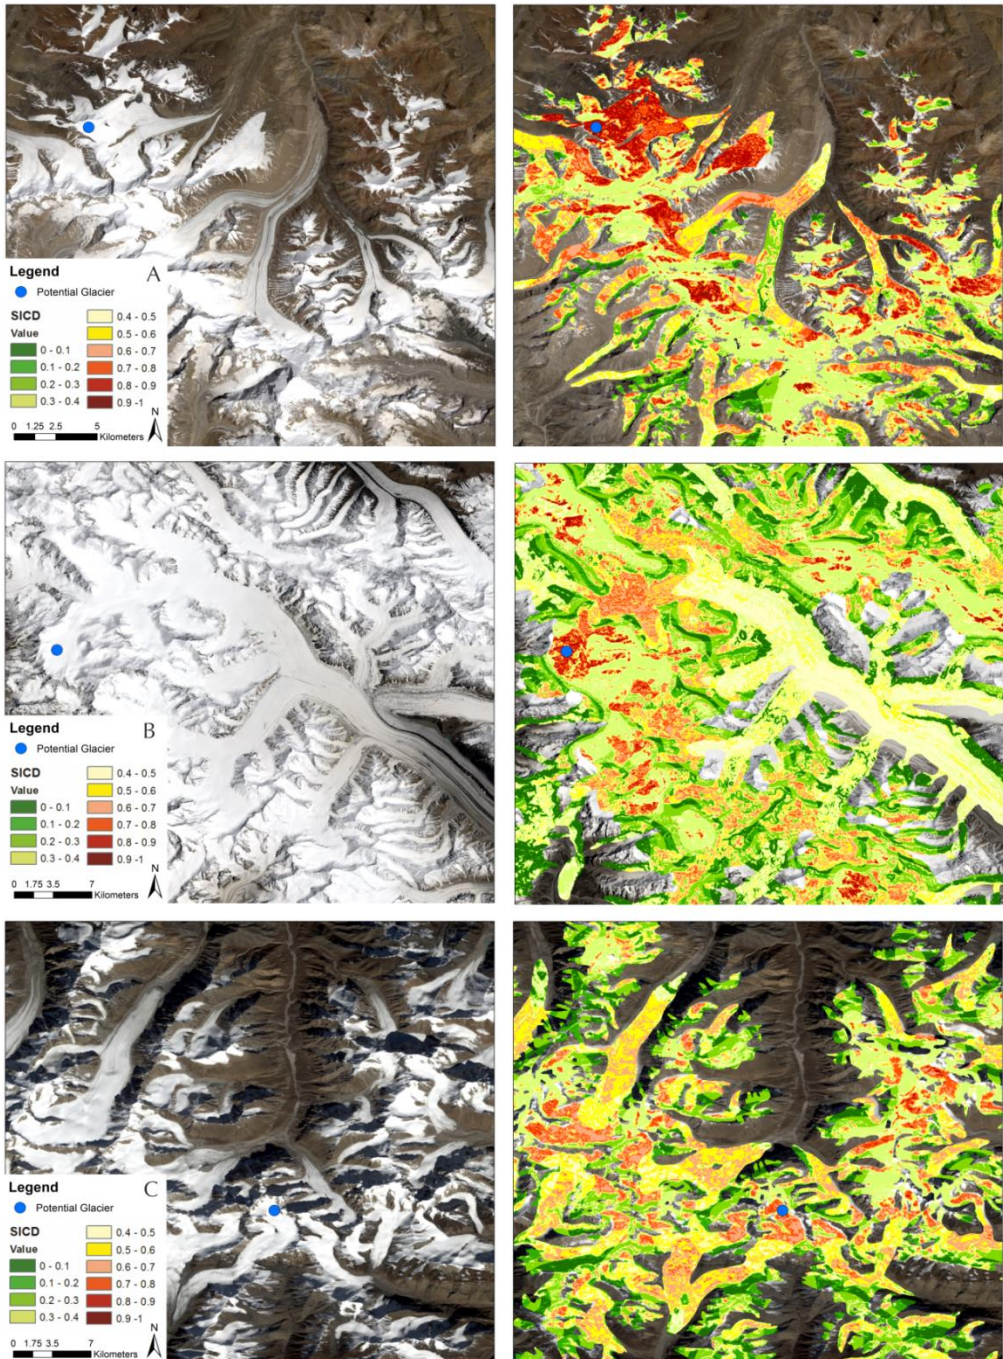 Legend A
Potential Glacier
SICD 0.4 - 0.5
Value 0.5 - 0.6
0 - 0.1 0.6 - 0.7
0.1 - 0.2 0.7 - 0.8
0.2 - 0.3 0.8 - 0.9
0.3 - 0.4 0.9 -1
N
0 1.25 2.5 5
Kilometers
Legend B
Potential Glacier
SICD 0.4 - 0.5
Value 0.5 - 0.6
0 - 0.1 0.6 - 0.7
0.1 - 0.2 0.7 - 0.8
0.2 - 0.3 0.8 - 0.9
0.3 - 0.4 0.9 -1
N
0 1.75 3.5 7
Kilometers
Legend C
Potential Glacier
SICD 0.4 - 0.5
Value 0.5 - 0.6
0 - 0.1 0.6 - 0.7
0.1 - 0.2 0.7 - 0.8
0.2 - 0.3 0.8 - 0.9
0.3 - 0.4 0.9 -1
N
0 1.75 3.5 7
Kilometers